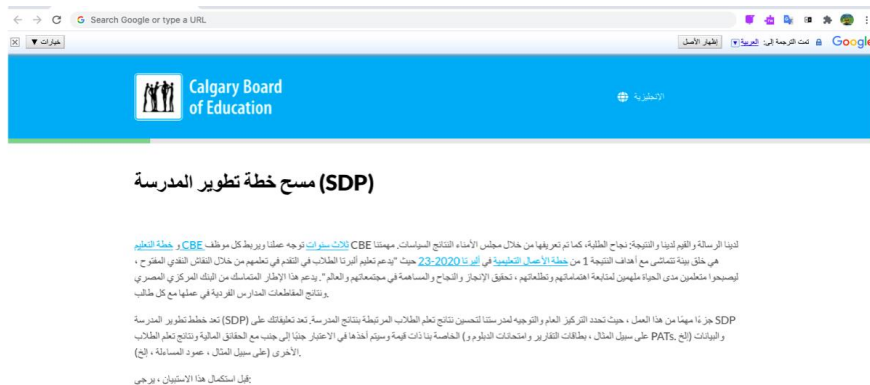 Search Google or type a URL
خيارات ▼
إظهار الأصل
تمت الترجمة إلى: العربية
Google
Calgary Board
of Education
الانجليزية
مسح خطة تطوير المدرسة (SDP)
لدينا الرسالة والقيم لدينا والنتيجة: نجاح الطلبة، كما تم تعريفها من خلال مجلس الأمناء النتائج السياسات. مهمتنا CBE ثلاث سنوات توجه عملنا ويربط كل موظف CBE و خطة التعليم
هي خلق بيئة تتماشى مع أهداف النتيجة 1 من خطة الأعمال التعليمية في ألبرتا 2020-23 حيث "يدعم تعليم ألبرتا الطلاب في التقدم في تعلمهم من خلال النقاش النقدي المفتوح ،
ليصبحوا متعلمين مدى الحياة ملهمين لمتابعة اهتماماتهم وتطلعاتهم ، تحقيق الإنجاز والنجاح والمساهمة في مجتمعاتهم والعالم". يدعم هذا الإطار المتماسك من البنك المركزي المصري
ونتائج المقاطعات المدارس الفردية في عملها مع كل طالب.
SDP جزءًا مهمًا من هذا العمل ، حيث تحدد التركيز العام والتوجيه لمدرستنا لتحسين نتائج تعلم الطلاب المرتبطة بنتائج المدرسة. تعد تعليقاتك على (SDP) تعد خطط تطوير المدرسة
والبيانات (الخ .PATs على سبيل المثال ، بطاقات التقارير وامتحانات الدبلوم و) الخاصة بنا ذات قيمة وسيتم أخذها في الاعتبار جنبًا إلى جنب مع الحقائق المالية ونتائج تعلم الطلاب
الأخرى (على سبيل المثال ، عمود المساءلة ، إلخ).
قبل استكمال هذا الاستبيان ، يرجى: